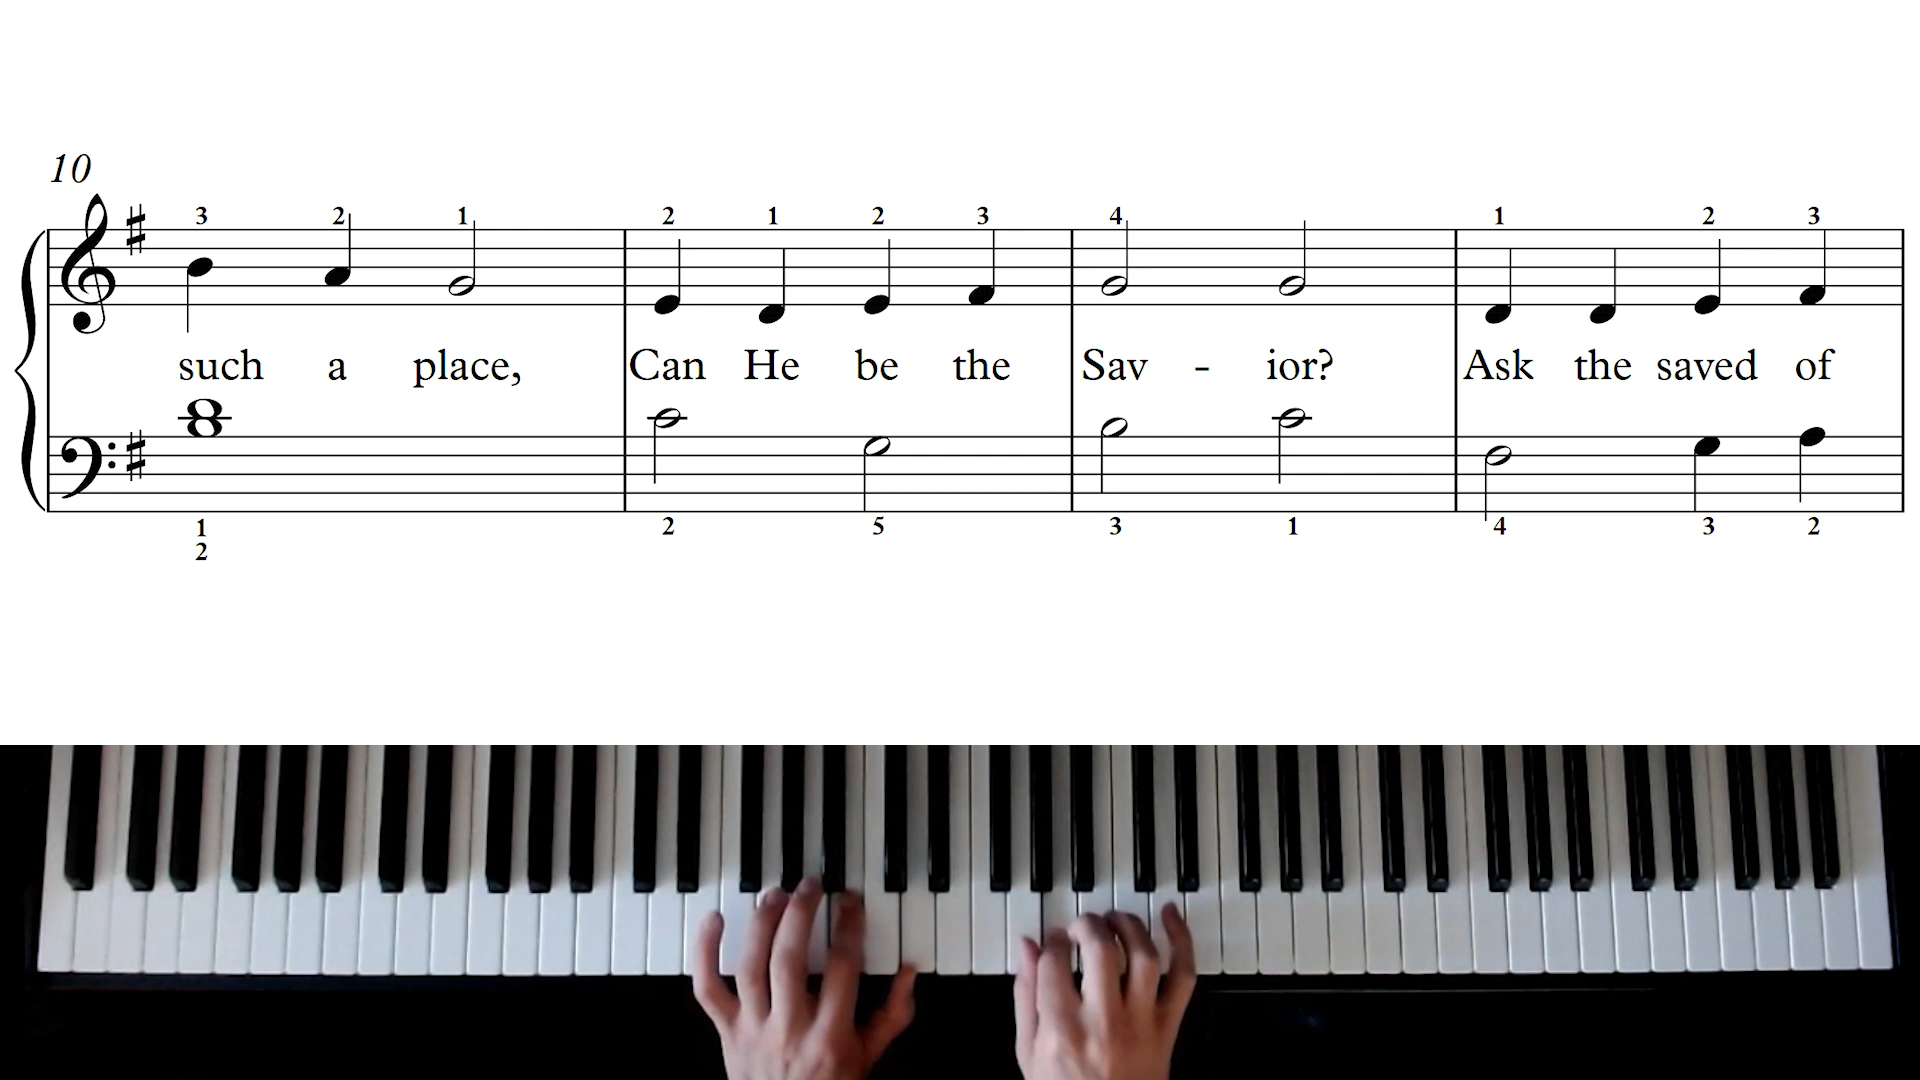 10
3 2 1 2 1 2 3 4 1 2 3
such a place, Can He be the Sav - ior? Ask the saved of
1 2 5 3 1 4 3 2
2